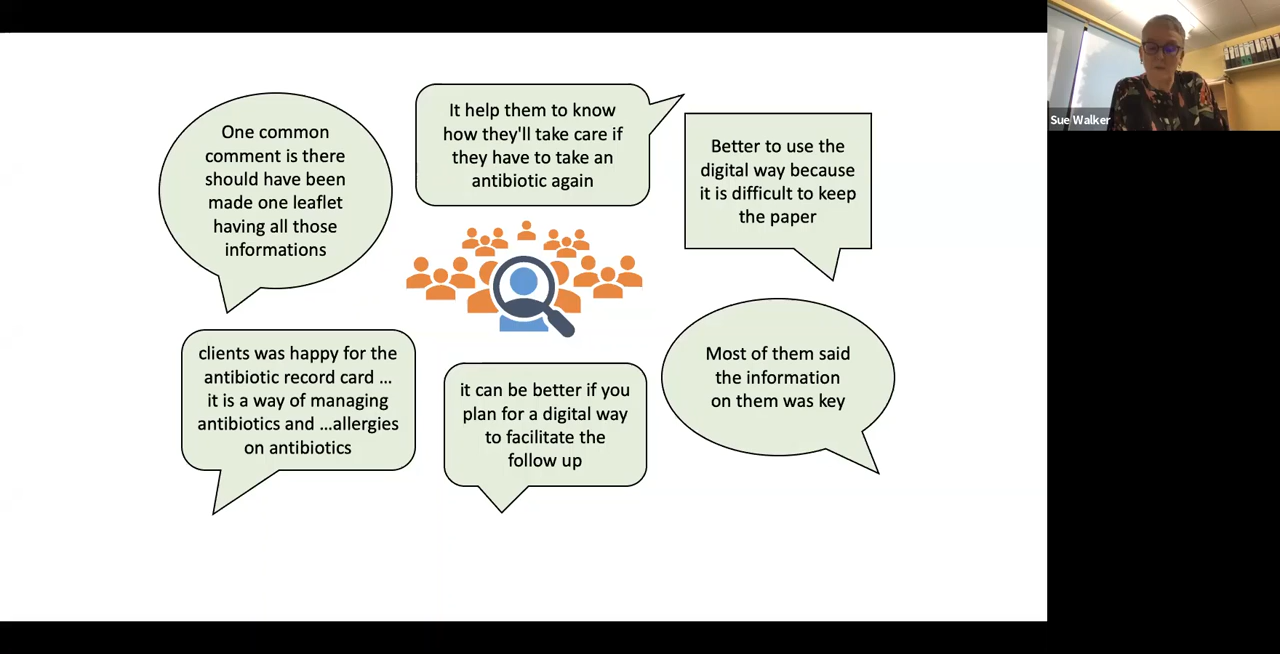 One common
comment is there
should have been
made one leaflet
having all those
informations
It help them to know
how they'll take care if
they have to take an
antibiotic again
Better to use the
digital way because
it is difficult to keep
the paper
clients was happy for the
antibiotic record card ...
it is a way of managing
antibiotics and ...allergies
on antibiotics
it can be better if you
plan for a digital way
to facilitate the
follow up
Most of them said
the information
on them was key
Sue Walker